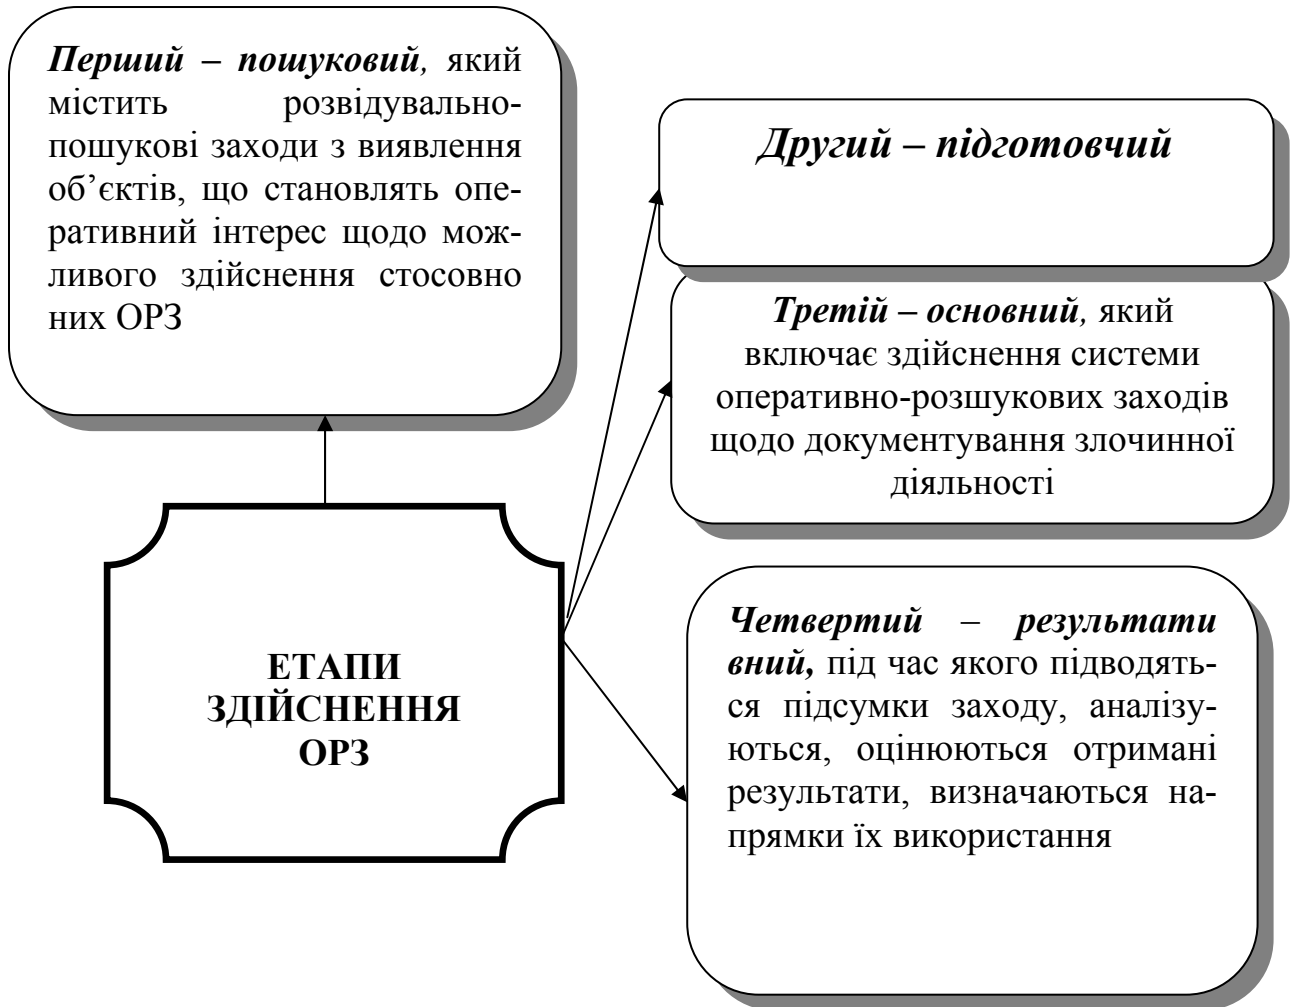 Перший – пошуковий, який
містить розвідувально-
пошукові заходи з виявлення
об’єктів, що становлять опе-
ративний інтерес щодо мож-
ливого здійснення стосовно
них ОРЗ
Другий – підготовчий
Третій – основний, який
включає здійснення системи
оперативно-розшукових заходів
щодо документування злочинної
діяльності
ЕТАПИ
ЗДІЙСНЕННЯ
ОРЗ
Четвертий – результати
вний, під час якого підводять-
ся підсумки заходу, аналізу-
ються, оцінюються отримані
результати, визначаються на-
прямки їх використання